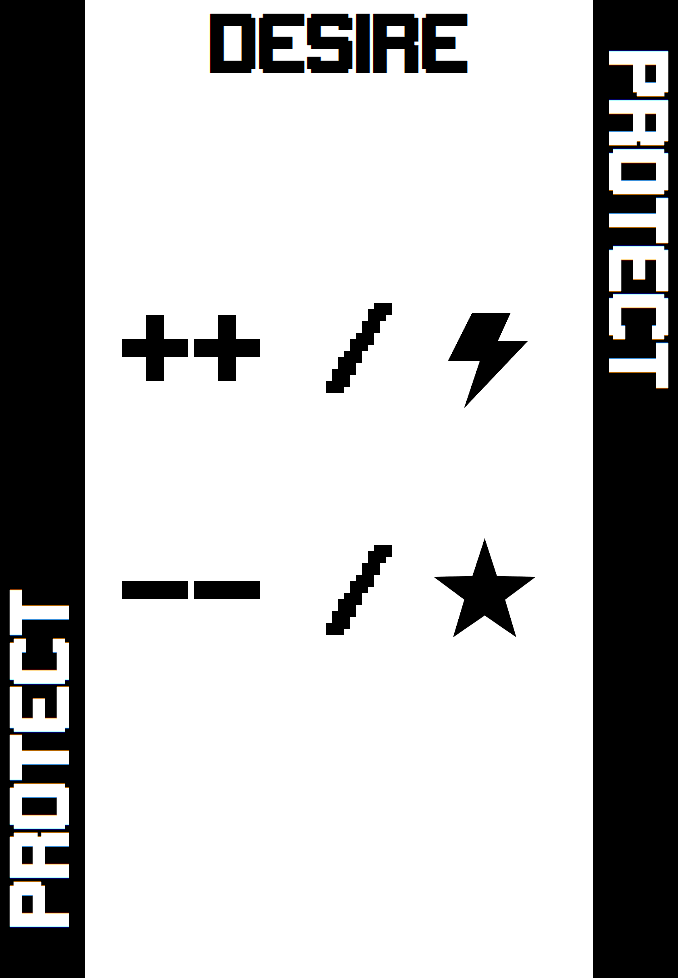 DESIRE
PROTECT
++ / ⚡
-- / ★
PROTECT